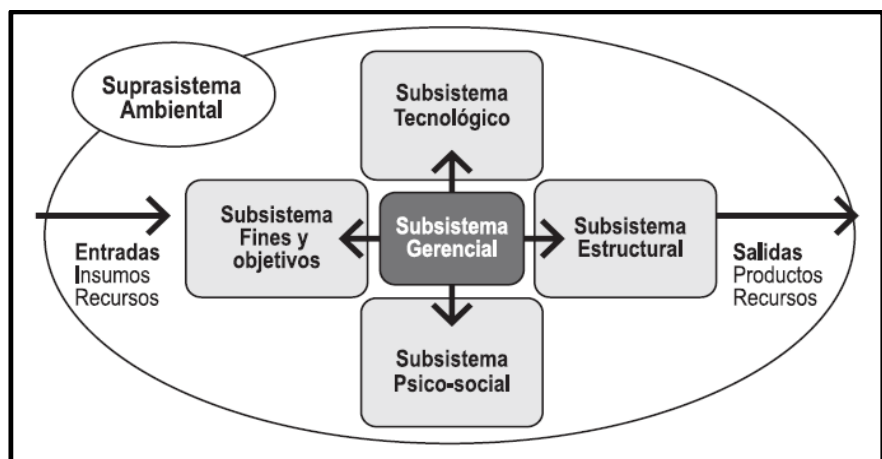 Suprasistema
Ambiental
Subsistema
Tecnológico
Entradas
Insumos
Recursos
Subsistema
Fines y
objetivos
Subsistema
Gerencial
Subsistema
Estructural
Salidas
Productos
Recursos
Subsistema
Psico-social